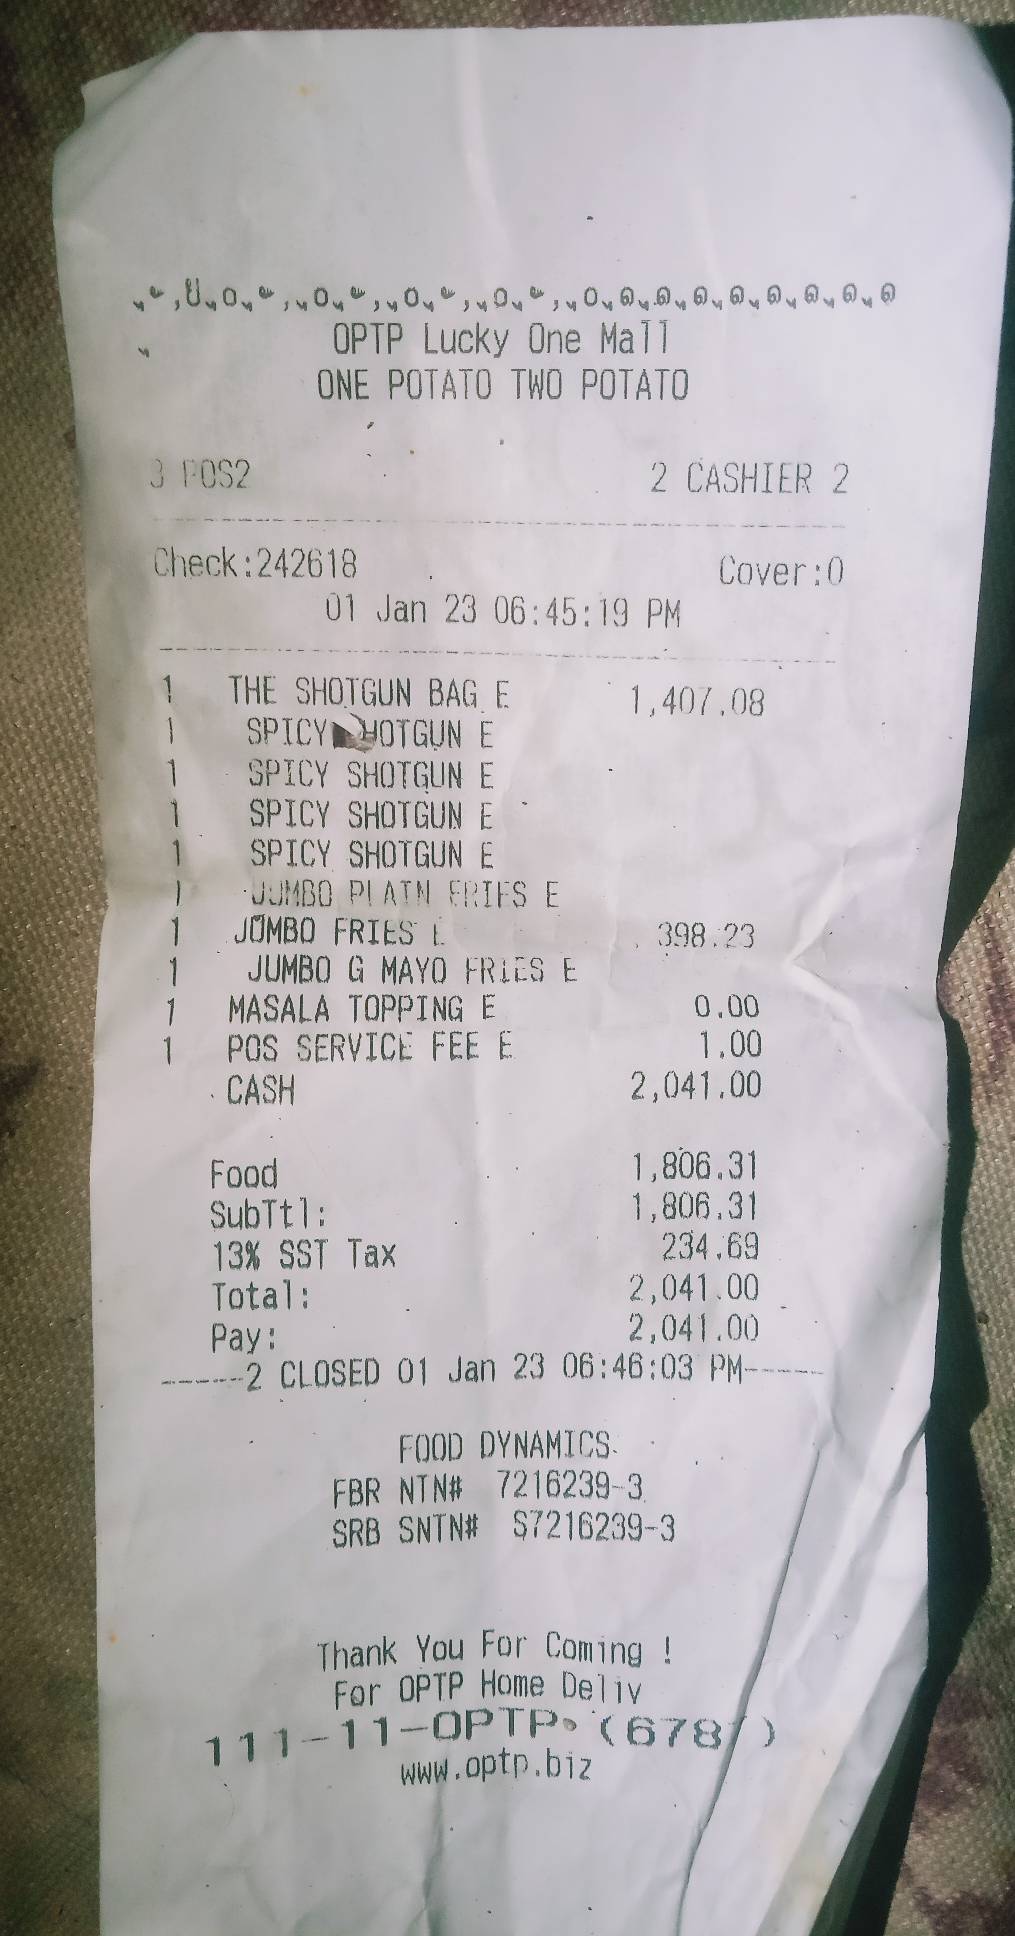 OPTP Lucky One Mall
ONE POTATO TWO POTATO
3 POS2 2 CASHIER 2
Check:242618 Cover:0
01 Jan 23 06:45:19 PM
1 THE SHOTGUN BAG E 1,407.08
1 SPICY SHOTGUN E
1 SPICY SHOTGUN E
1 SPICY SHOTGUN E
1 SPICY SHOTGUN E
1 JUMBO PLAIN FRIES E
1 JUMBO FRIES E 398.23
1 JUMBO G MAYO FRIES E
1 MASALA TOPPING E 0.00
1 POS SERVICE FEE E 1.00
CASH 2,041.00
Food 1,806.31
SubTtl: 1,806.31
13% SST Tax 234.69
Total: 2,041.00
Pay: 2,041.00
------2 CLOSED 01 Jan 23 06:46:03 PM-----
FOOD DYNAMICS
FBR NTN# 7216239-3
SRB SNTN# S7216239-3
Thank You For Coming !
For OPTP Home Deliv
111-11-OPTP (6787)
www.optp.biz